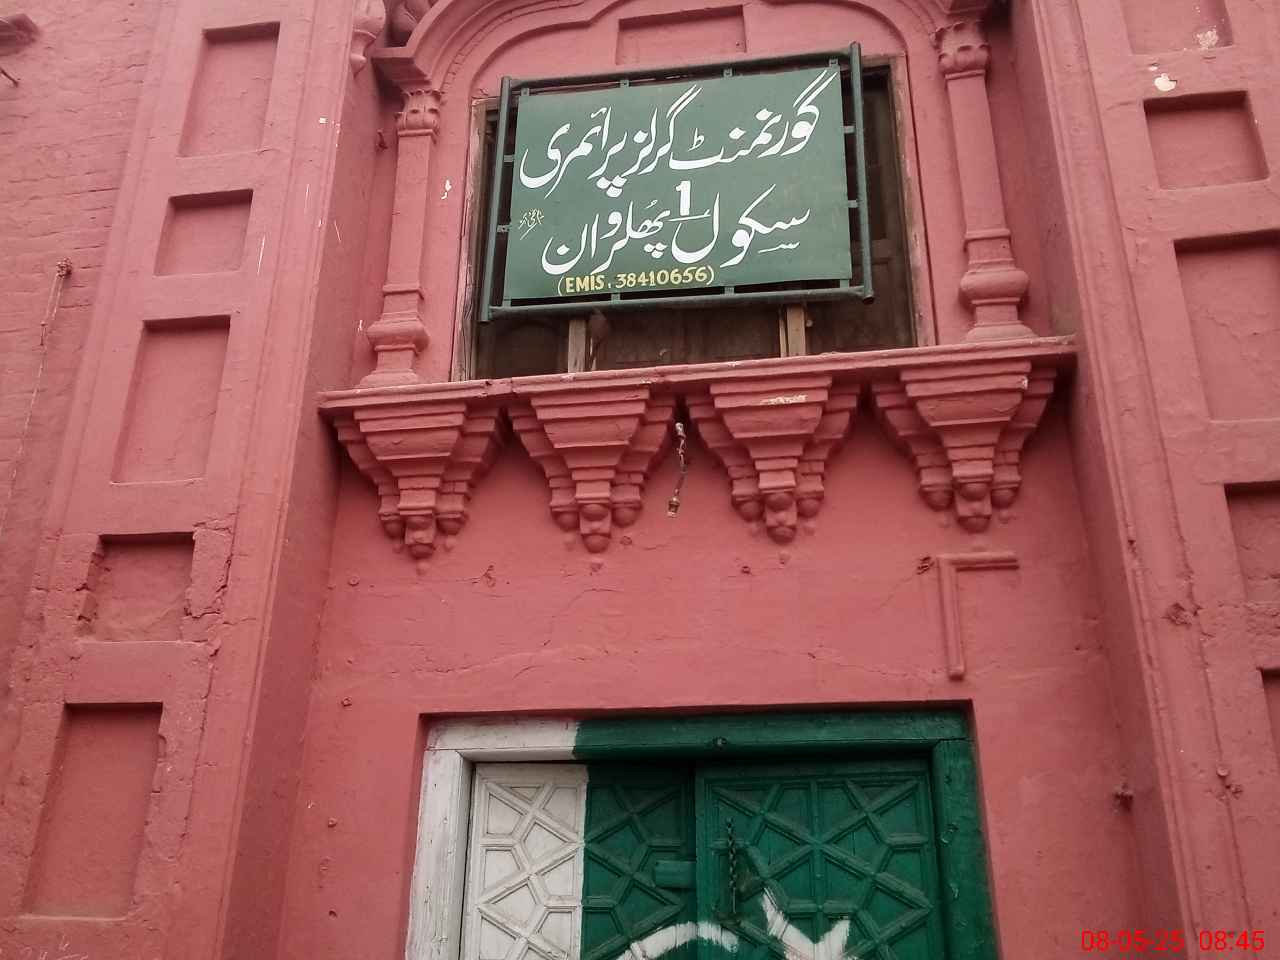 گورنمنٹ گرلز پرائمری
سکول 1 پھلروان
(EMIS. 38410656)
08-05-25 08:45